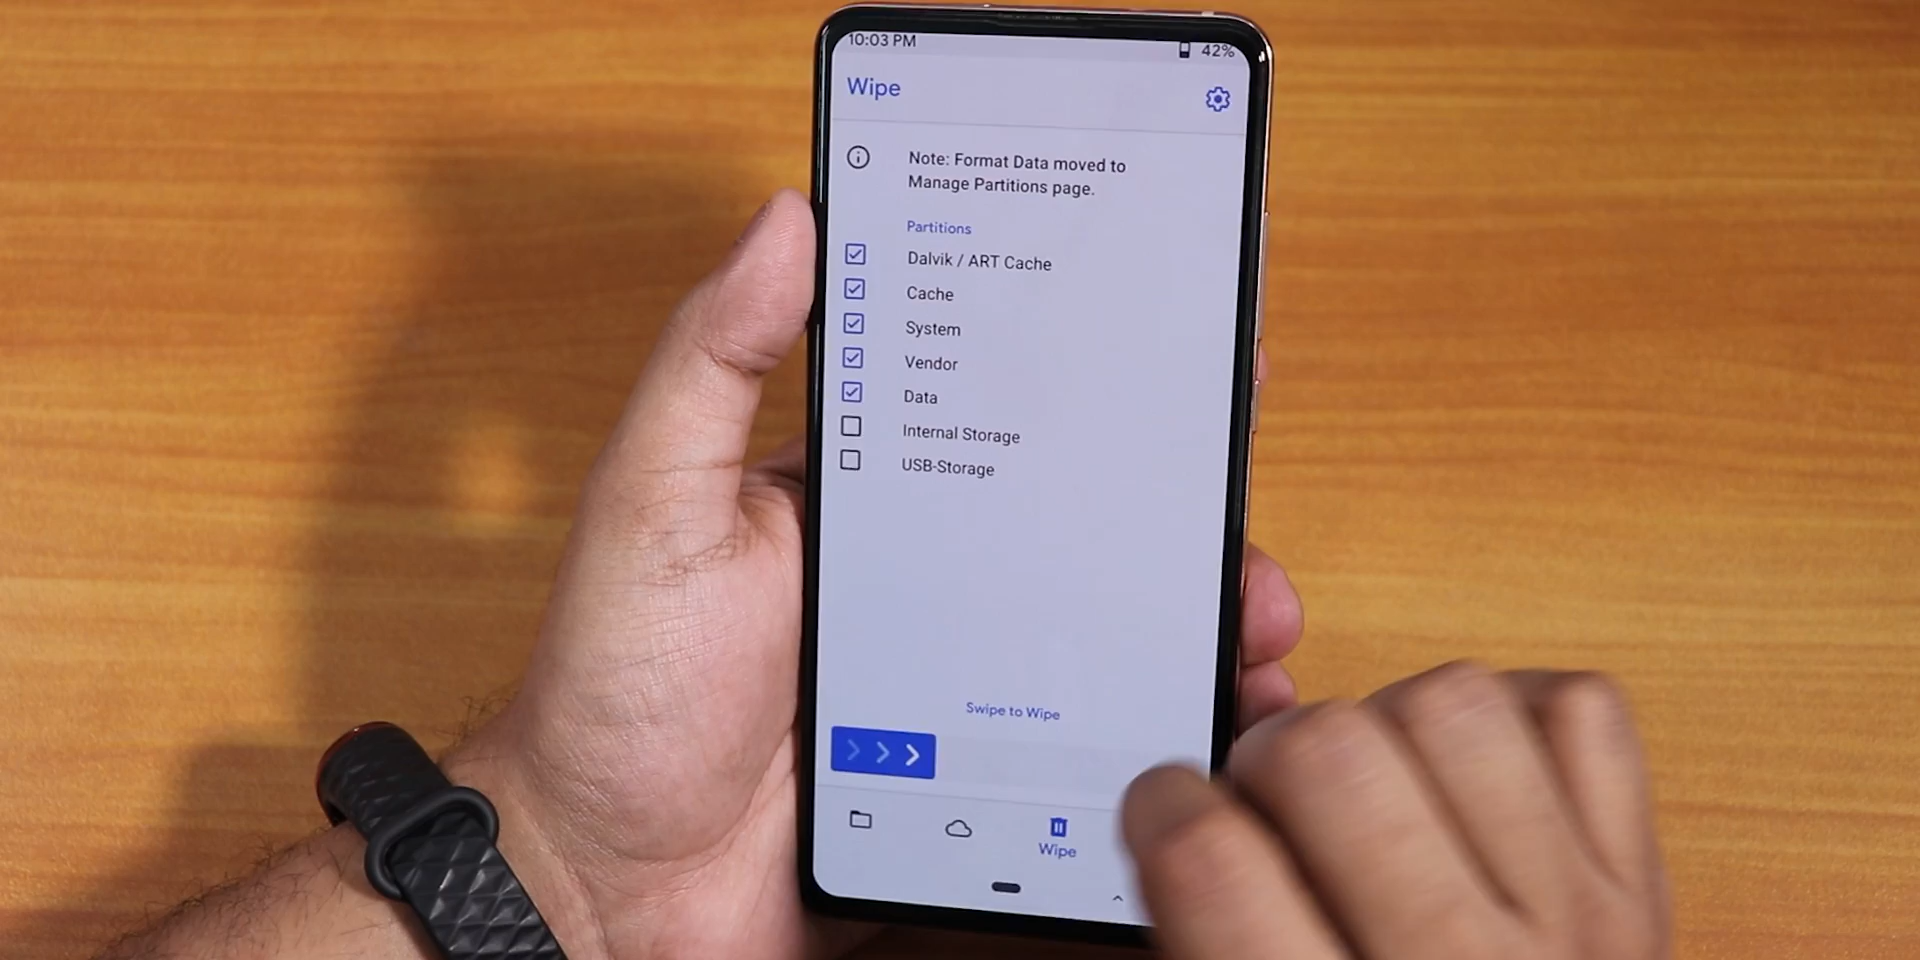 10:03 PM
42%
Wipe
Note: Format Data moved to
Manage Partitions page.
Partitions
Dalvik / ART Cache
Cache
System
Vendor
Data
Internal Storage
USB-Storage
Swipe to Wipe
Wipe